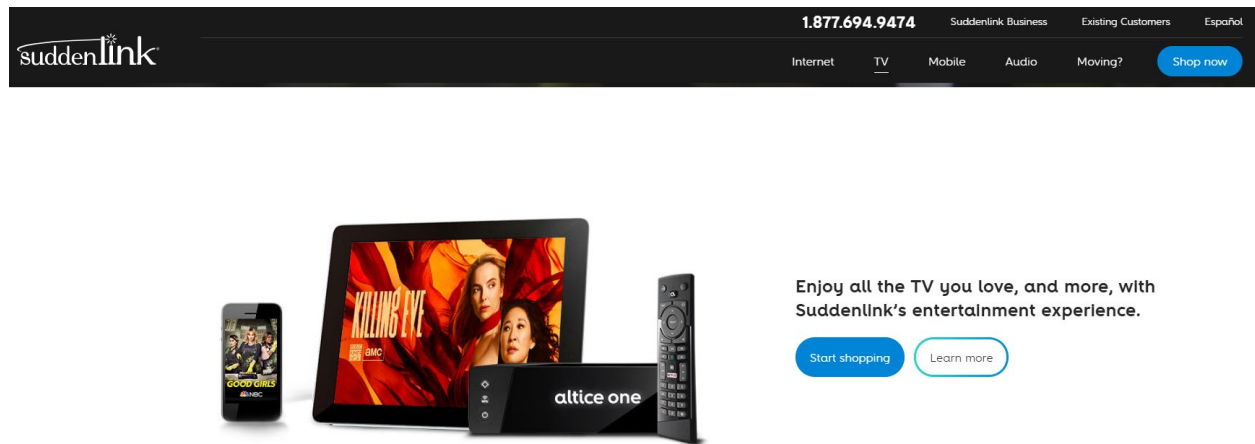 1.877.694.9474 Suddenlink Business Existing Customers Español
suddenlink
Internet TV Mobile Audio Moving? Shop now
KILLING EVE
amc
GOOD GIRLS
NBC
altice one
Enjoy all the TV you love, and more, with
Suddenlink's entertainment experience.
Start shopping Learn more